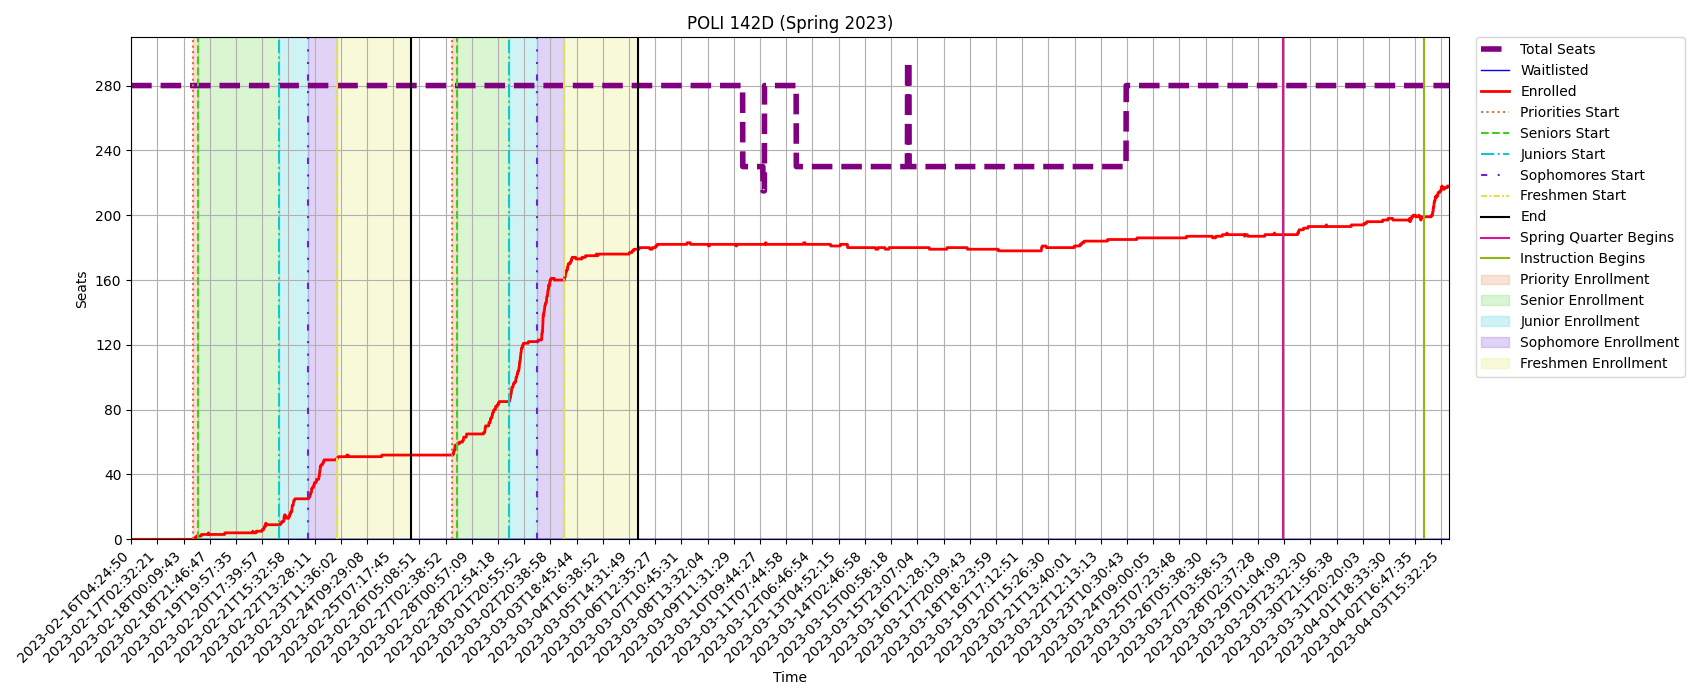 POLI 142D (Spring 2023)
Total Seats
Waitlisted
Enrolled
Priorities Start
Seniors Start
Juniors Start
Sophomores Start
Freshmen Start
End
Spring Quarter Begins
Instruction Begins
Priority Enrollment
Senior Enrollment
Junior Enrollment
Sophomore Enrollment
Freshmen Enrollment
Seats
280
240
200
160
120
80
40
0
2023-02-16T04:24:50
2023-02-17T02:32:21
2023-02-18T00:09:43
2023-02-18T21:46:47
2023-02-19T19:57:35
2023-02-20T17:39:57
2023-02-21T15:32:58
2023-02-22T13:28:11
2023-02-23T11:36:02
2023-02-24T09:29:08
2023-02-25T07:17:45
2023-02-26T05:08:51
2023-02-27T02:38:52
2023-02-28T00:57:09
2023-02-28T22:54:18
2023-03-01T20:55:52
2023-03-02T20:38:58
2023-03-03T18:45:44
2023-03-04T16:38:52
2023-03-05T14:31:49
2023-03-06T12:35:27
2023-03-07T10:45:31
2023-03-08T13:32:04
2023-03-09T11:31:29
2023-03-10T09:44:27
2023-03-11T07:44:58
2023-03-12T06:46:54
2023-03-13T04:52:15
2023-03-14T02:46:58
2023-03-15T00:58:18
2023-03-15T23:07:04
2023-03-16T21:28:13
2023-03-17T20:09:43
2023-03-18T18:23:59
2023-03-19T17:12:51
2023-03-20T15:26:30
2023-03-21T13:40:01
2023-03-22T12:13:13
2023-03-23T10:30:43
2023-03-24T09:00:05
2023-03-25T07:23:48
2023-03-26T05:38:30
2023-03-27T03:58:53
2023-03-28T02:37:28
2023-03-29T01:04:09
2023-03-29T23:32:30
2023-03-30T21:56:38
2023-03-31T20:20:03
2023-04-01T18:33:30
2023-04-02T16:47:35
2023-04-03T15:32:25
Time